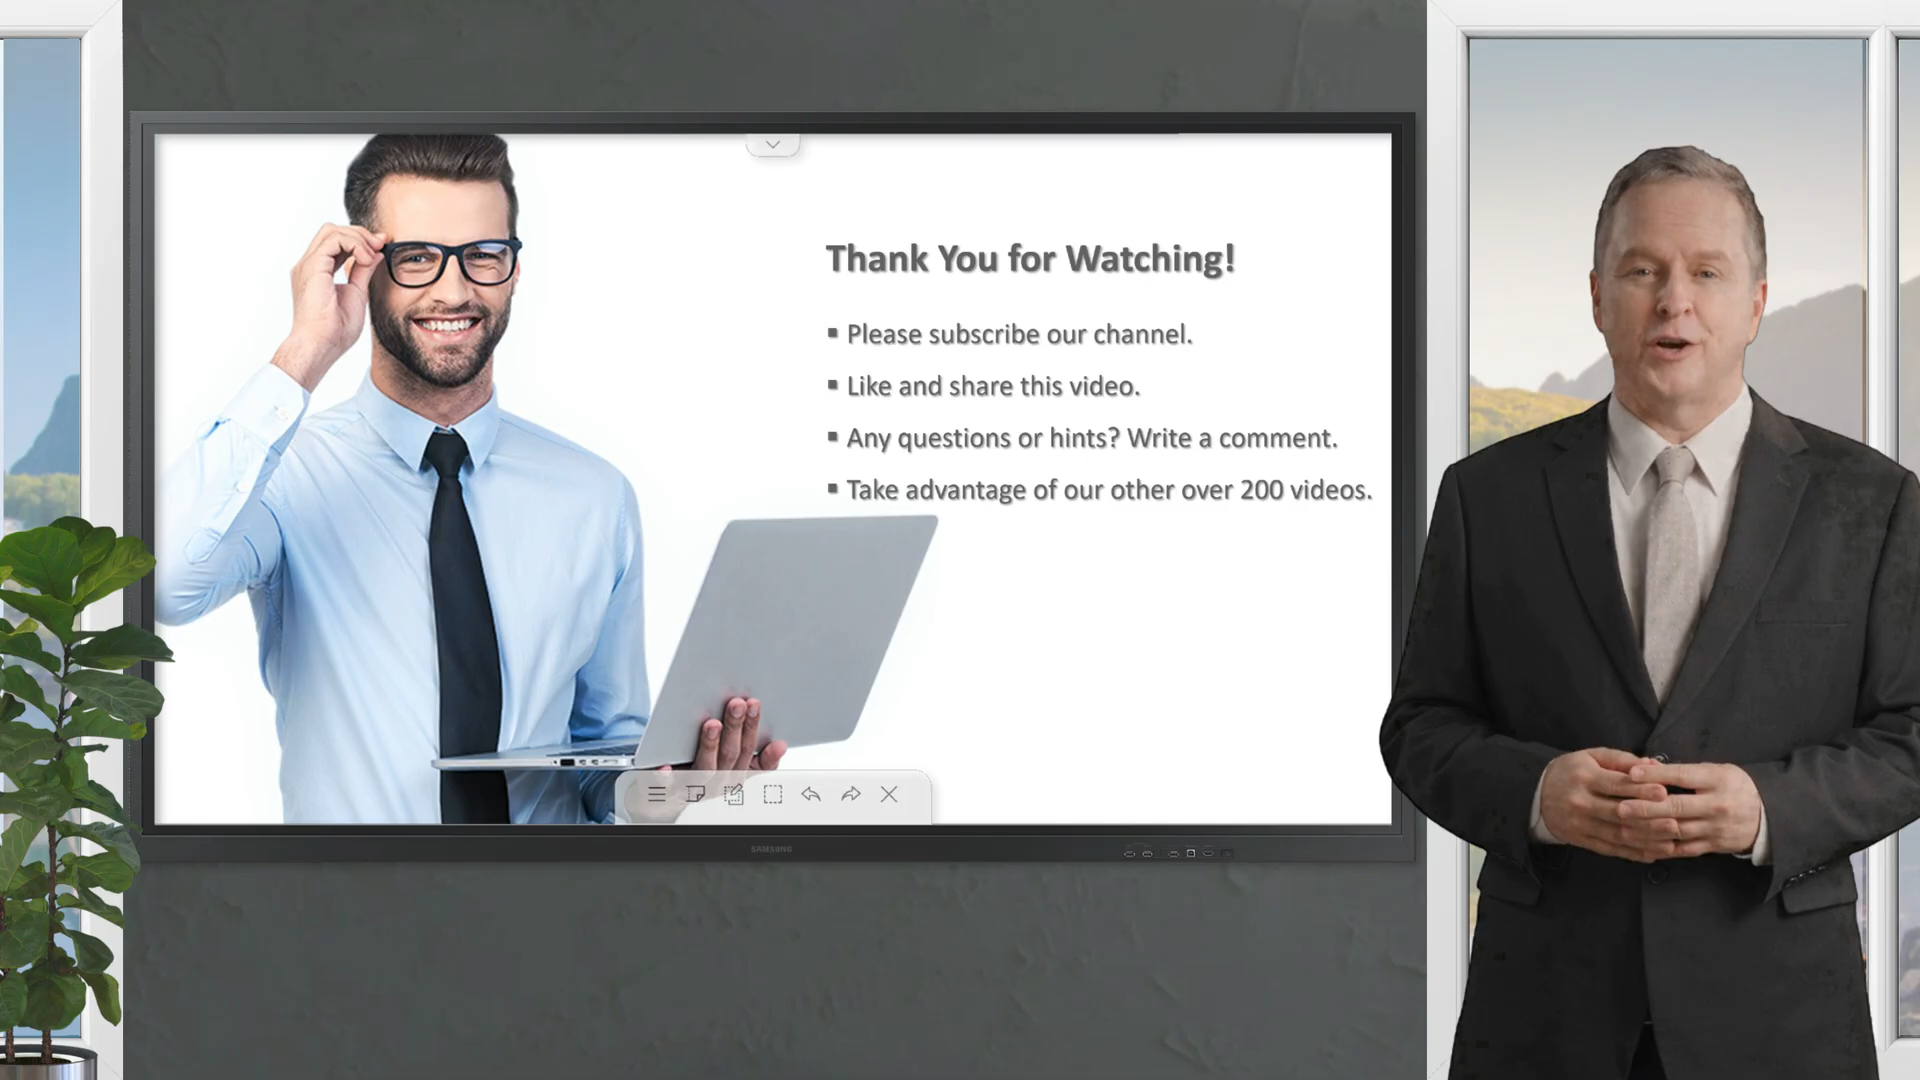 Thank You for Watching!
▪ Please subscribe our channel.
▪ Like and share this video.
▪ Any questions or hints? Write a comment.
▪ Take advantage of our other over 200 videos.
SAMSUNG